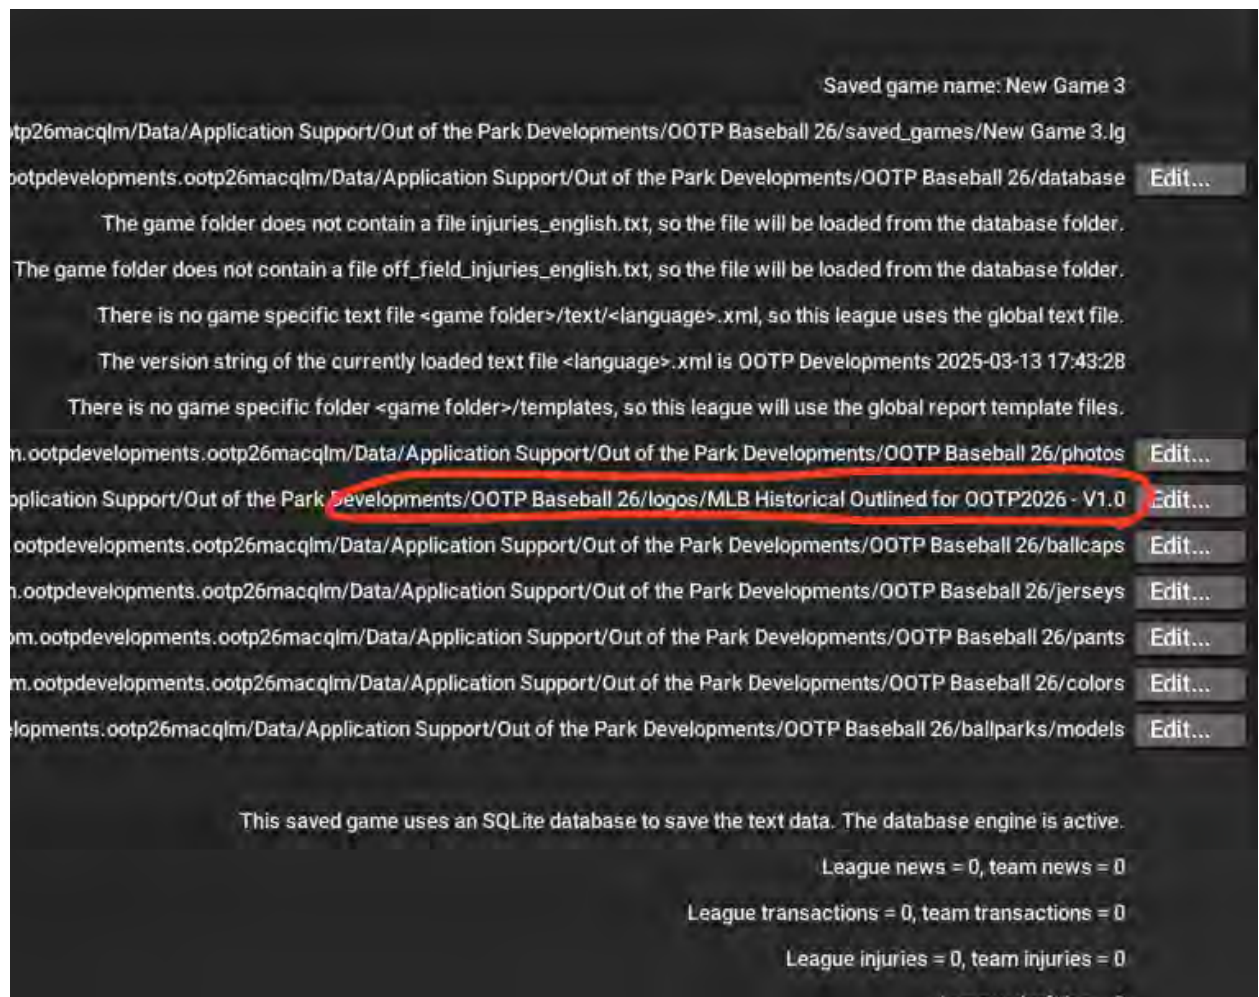 Saved game name: New Game 3
otp26macqlm/Data/Application Support/Out of the Park Developments/OOTP Baseball 26/saved_games/New Game 3.lg
ootpdevelopments.ootp26macqlm/Data/Application Support/Out of the Park Developments/OOTP Baseball 26/database Edit...
The game folder does not contain a file injuries_english.txt, so the file will be loaded from the database folder.
The game folder does not contain a file off_field_injuries_english.txt, so the file will be loaded from the database folder.
There is no game specific text file <game folder>/text/<language>.xml, so this league uses the global text file.
The version string of the currently loaded text file <language>.xml is OOTP Developments 2025-03-13 17:43:28
There is no game specific folder <game folder>/templates, so this league will use the global report template files.
m.ootpdevelopments.ootp26macqlm/Data/Application Support/Out of the Park Developments/OOTP Baseball 26/photos Edit...
pplication Support/Out of the Park Developments/OOTP Baseball 26/logos/MLB Historical Outlined for OOTP2026 - V1.0 Edit...
ootpdevelopments.ootp26macqlm/Data/Application Support/Out of the Park Developments/OOTP Baseball 26/ballcaps Edit...
.ootpdevelopments.ootp26macqlm/Data/Application Support/Out of the Park Developments/OOTP Baseball 26/jerseys Edit...
om.ootpdevelopments.ootp26macqlm/Data/Application Support/Out of the Park Developments/OOTP Baseball 26/pants Edit...
m.ootpdevelopments.ootp26macqlm/Data/Application Support/Out of the Park Developments/OOTP Baseball 26/colors Edit...
elopments.ootp26macqlm/Data/Application Support/Out of the Park Developments/OOTP Baseball 26/ballparks/models Edit...
This saved game uses an SQLite database to save the text data. The database engine is active.
League news = 0, team news = 0
League transactions = 0, team transactions = 0
League injuries = 0, team injuries = 0